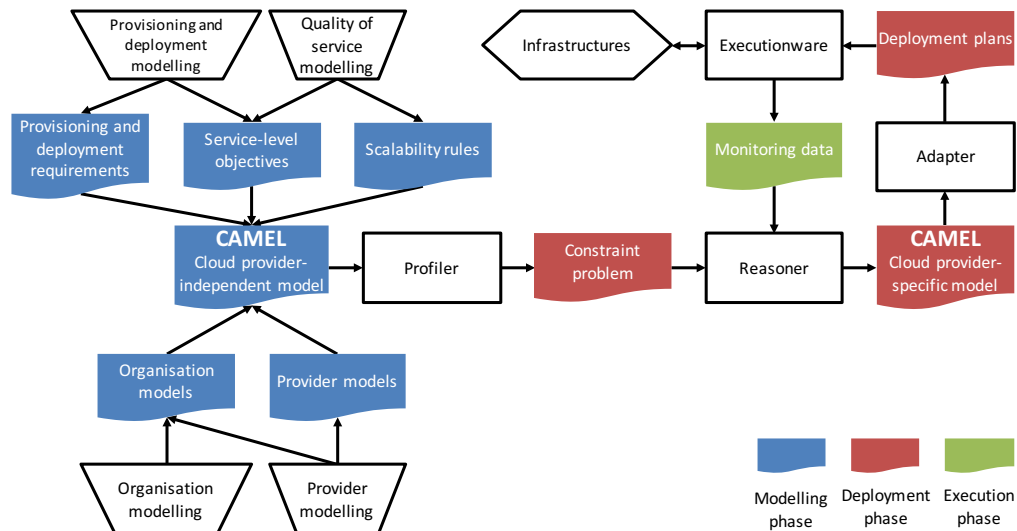 Provisioning and
deployment
modelling
Quality of
service
modelling
Infrastructures
Executionware
Deployment plans
Provisioning and
deployment
requirements
Service-level
objectives
Scalability rules
Monitoring data
Adapter
CAMEL
Cloud provider-
independent model
Profiler
Constraint
problem
Reasoner
CAMEL
Cloud provider-
specific model
Organisation
models
Provider models
Organisation
modelling
Provider
modelling
Modelling
phase
Deployment
phase
Execution
phase